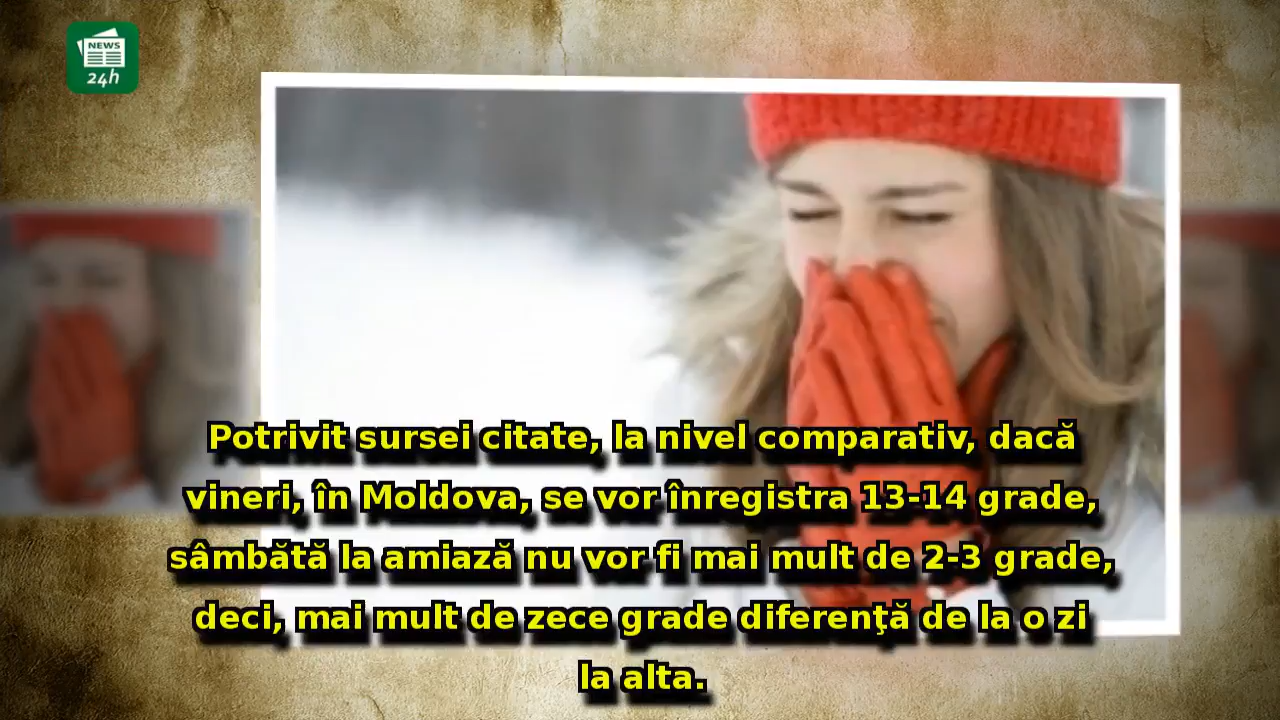 NEWS
24h
Potrivit sursei citate, la nivel comparativ, dacă
vineri, în Moldova, se vor înregistra 13-14 grade,
sâmbătă la amiază nu vor fi mai mult de 2-3 grade,
deci, mai mult de zece grade diferenţă de la o zi
la alta.